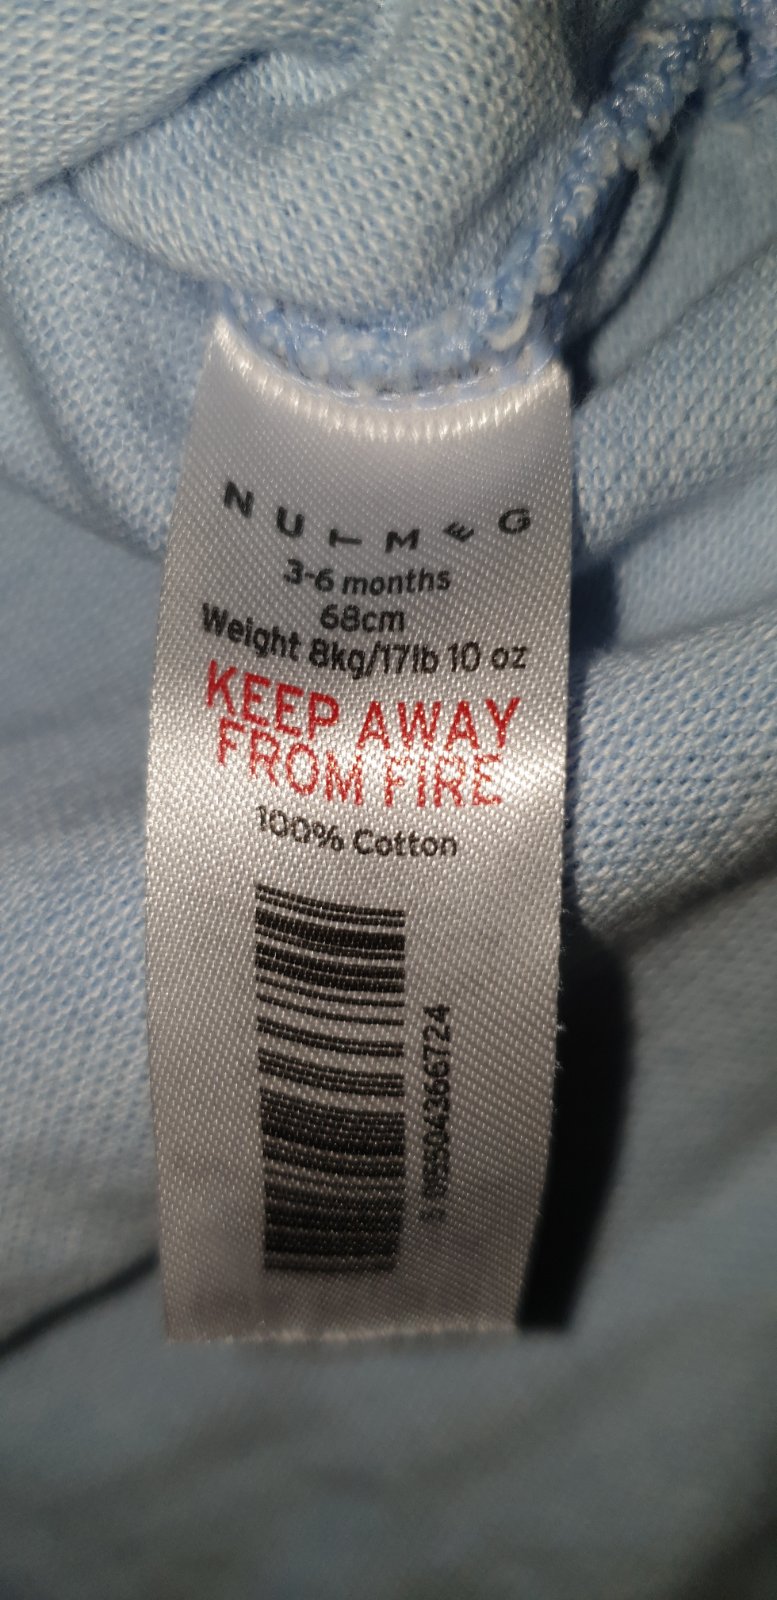 NUTMEG
3-6 months
68cm
Weight 8kg/17lb 10 oz
KEEP AWAY
FROM FIRE
100% Cotton